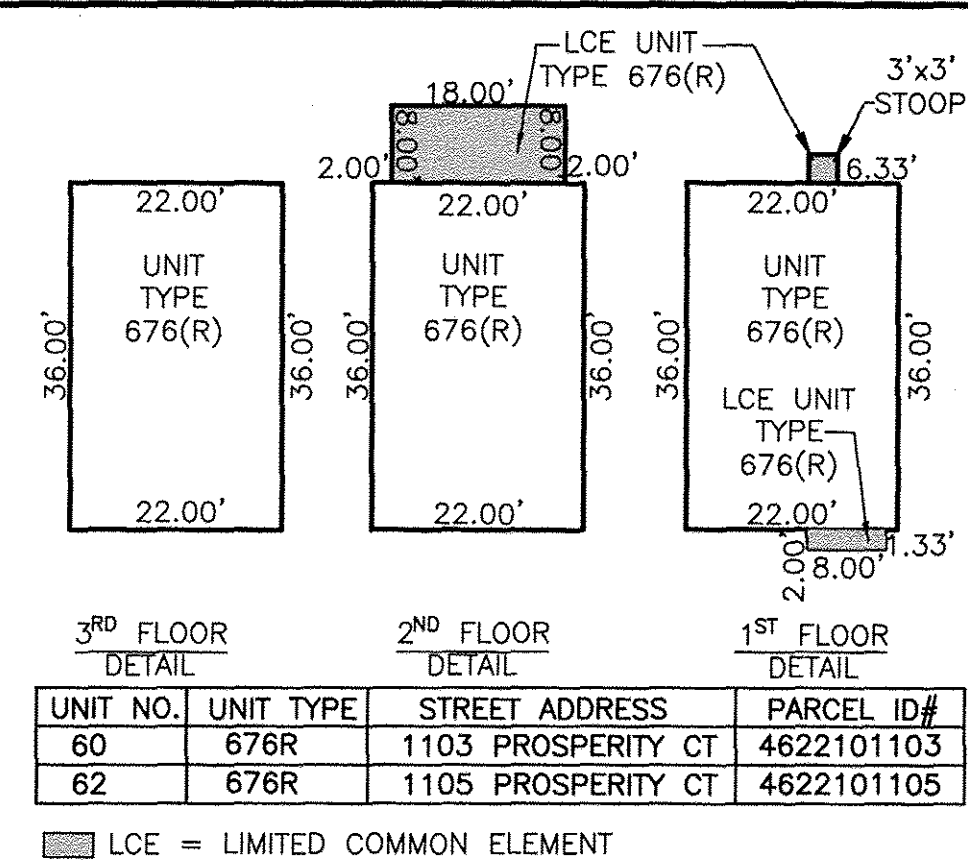 LCE UNIT
TYPE 676(R)
3'x3'
STOOP
18.00'
8.00'
8.00'
2.00'
2.00'
6.33'
22.00'
22.00'
22.00'
UNIT
TYPE
676(R)
UNIT
TYPE
676(R)
UNIT
TYPE
676(R)
36.00'
36.00'
36.00'
36.00'
36.00'
36.00'
LCE UNIT
TYPE
676(R)
22.00'
22.00'
22.00'
2.00'
8.00'
1.33'
3RD FLOOR
DETAIL
2ND FLOOR
DETAIL
1ST FLOOR
DETAIL
UNIT NO. UNIT TYPE STREET ADDRESS PARCEL ID#
60 676R 1103 PROSPERITY CT 4622101103
62 676R 1105 PROSPERITY CT 4622101105
LCE = LIMITED COMMON ELEMENT